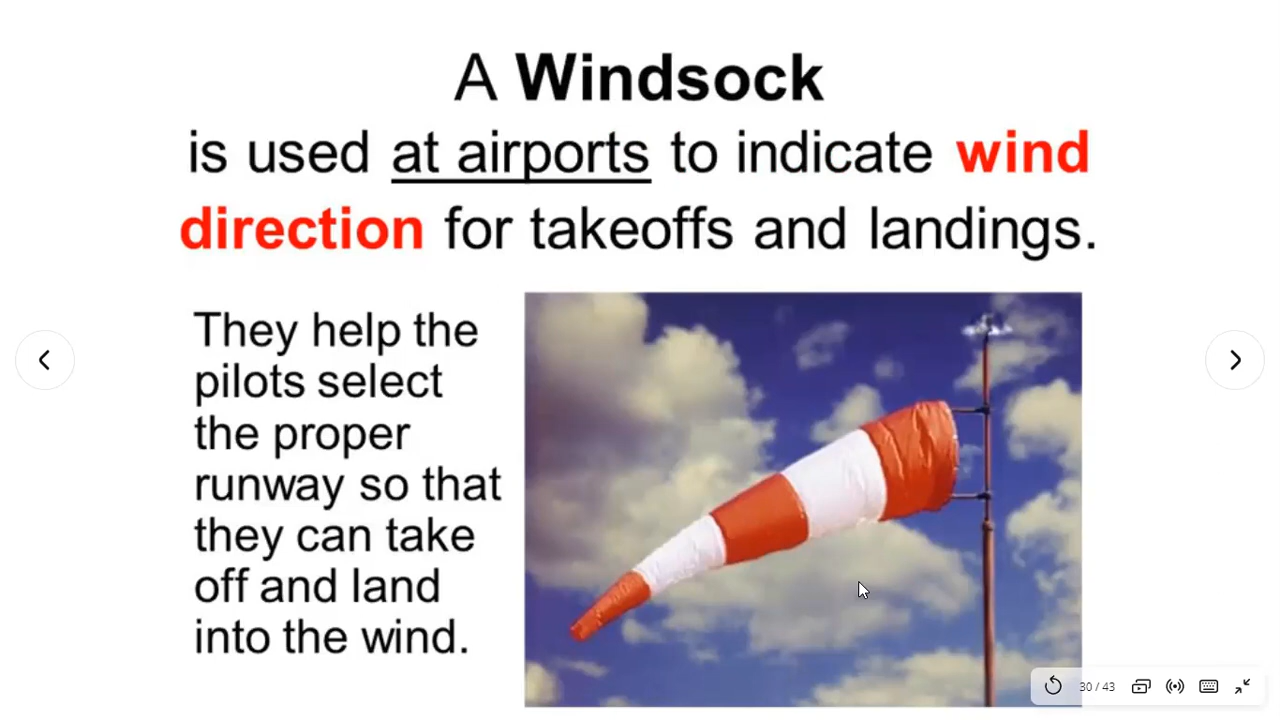 A Windsock
is used at airports to indicate wind
direction for takeoffs and landings.
They help the
pilots select
the proper
runway so that
they can take
off and land
into the wind.
30 / 43